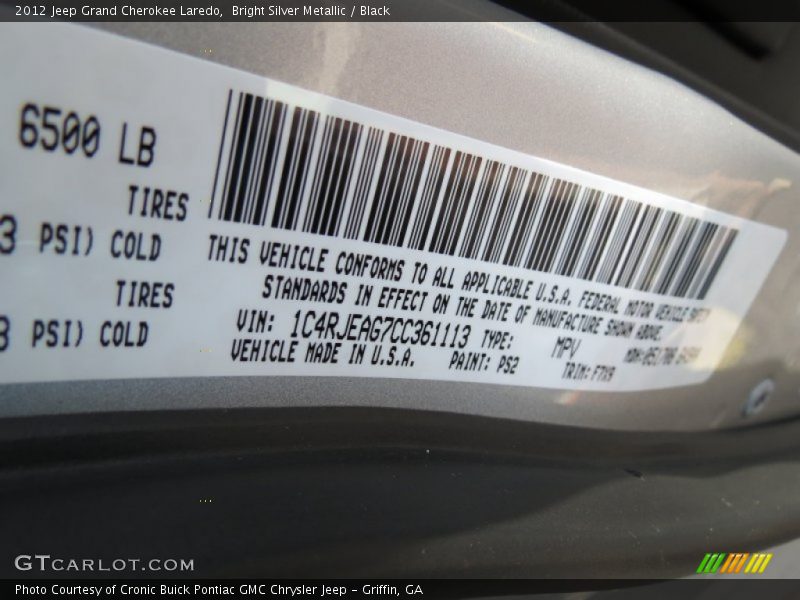 2012 Jeep Grand Cherokee Laredo,  Bright Silver Metallic / Black
6500 LB
TIRES
3 PSI) COLD
TIRES
3 PSI) COLD
THIS VEHICLE CONFORMS TO ALL APPLICABLE U.S.A. FEDERAL MOTOR VEHICLE
STANDARDS IN EFFECT ON THE DATE OF MANUFACTURE SHOWN ABOVE.
VIN: 1C4RJEAG7CC361113 TYPE: MPV
VEHICLE MADE IN U.S.A. PAINT: PS2 TRIM: FTX9
GTCARLOT.COM
Photo Courtesy of Cronic Buick Pontiac GMC Chrysler Jeep - Griffin, GA